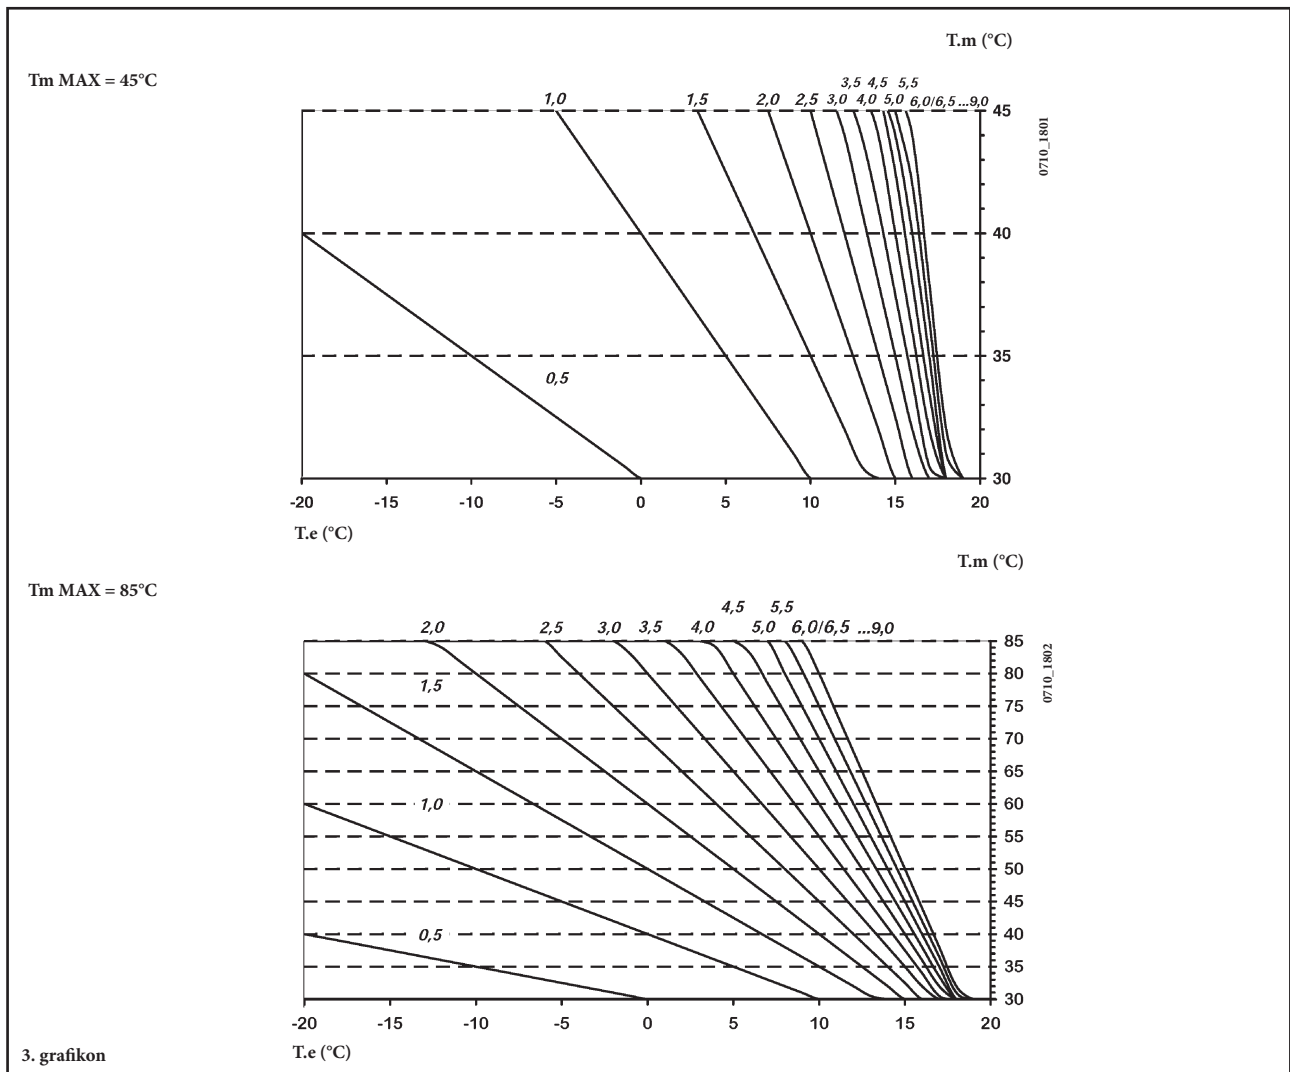 T.m (°C)
Tm MAX = 45°C
3,5 4,5 5,5
1,0 1,5 2,0 2,5 3,0 4,0 5,0 6,0/6,5 ...9,0
45
0710_1801
40
35
0,5
30
-20 -15 -10 -5 0 5 10 15 20
T.e (°C)
T.m (°C)
Tm MAX = 85°C
4,5 5,5
2,0 2,5 3,0 3,5 4,0 5,0 6,0/6,5 ...9,0
85
0710_1802
80
1,5
75
70
65
1,0
60
55
50
45
0,5
40
35
30
-20 -15 -10 -5 0 5 10 15 20
T.e (°C)
3. grafikon